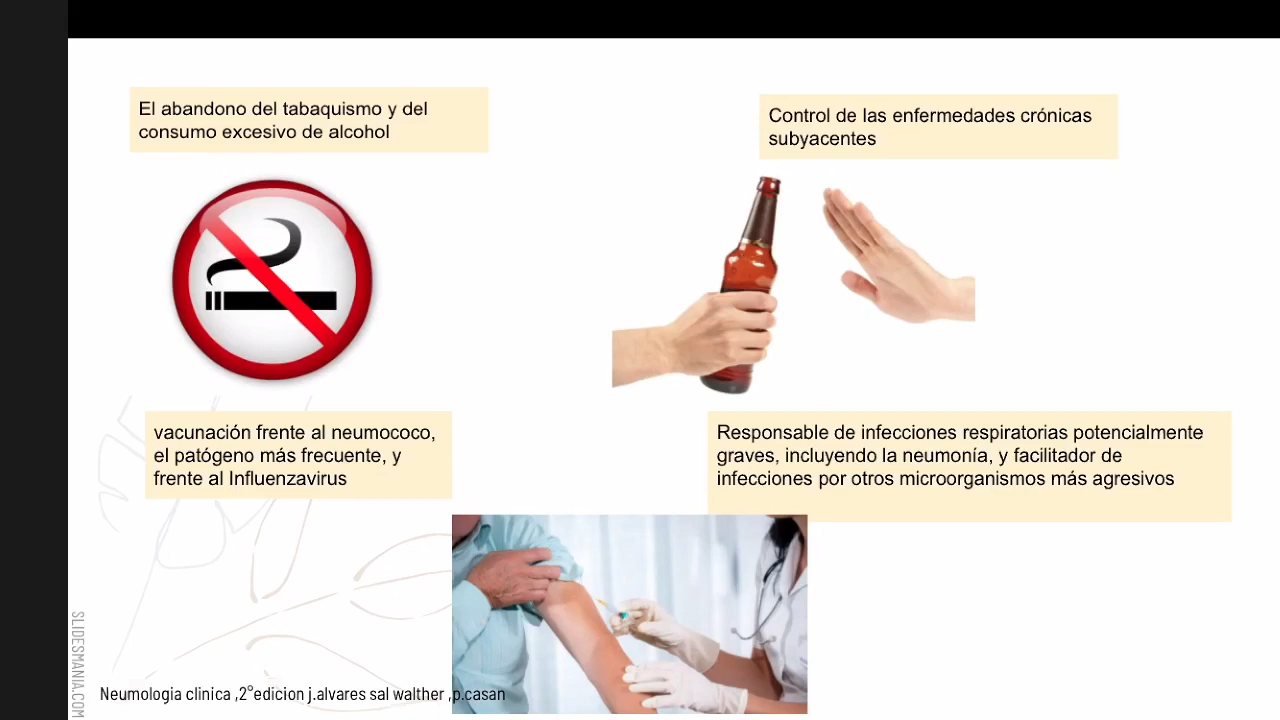 El abandono del tabaquismo y del
consumo excesivo de alcohol
Control de las enfermedades crónicas
subyacentes
vacunación frente al neumococo,
el patógeno más frecuente, y
frente al Influenzavirus
Responsable de infecciones respiratorias potencialmente
graves, incluyendo la neumonía, y facilitador de
infecciones por otros microorganismos más agresivos
SLIDESMANIA.COM
Neumologia clinica ,2°edicion j.alvares sal walther ,p.casan